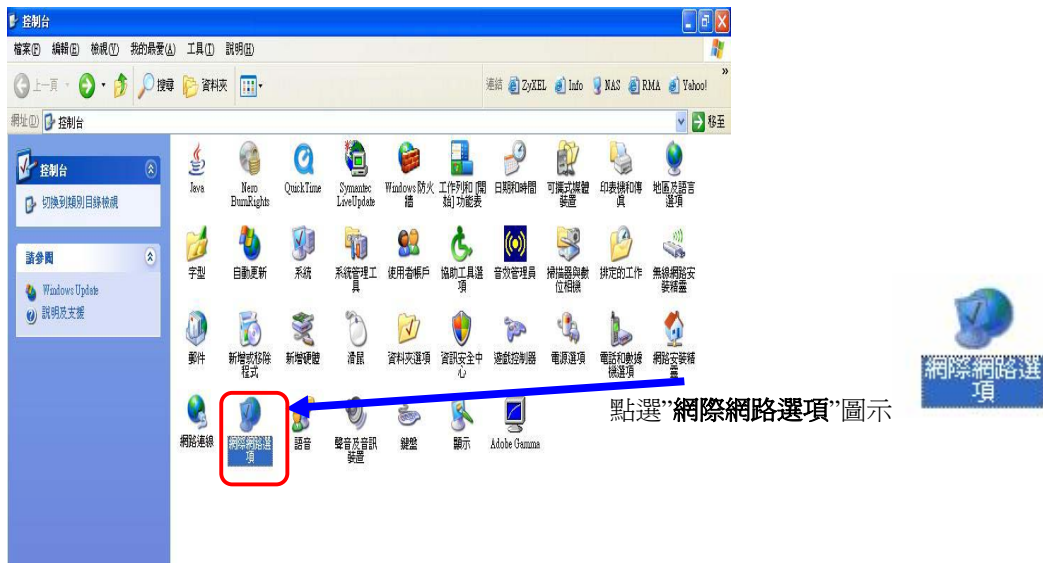 控制台
檔案(F) 編輯(E) 檢視(V) 我的最愛(A) 工具(T) 說明(H)
上一頁 搜尋 資料夾 連結 ZyXEL Info NAS RMA Yahoo! »
網址(D) 控制台 移至
控制台
切換到類別目錄檢視
請參閱
Windows Update
說明及支援
Java
Nero
BurnRights
QuickTime
Symantec
LiveUpdate
Windows 防火
牆
工作列和 [開
始] 功能表
日期和時間
可攜式媒體
裝置
印表機和傳
真
地區及語言
選項
字型
自動更新
系統
系統管理工
具
使用者帳戶
協助工具選
項
音效管理員
掃描器與數
位相機
排定的工作
無線網路安
裝精靈
郵件
新增或移除
程式
新增硬體
滑鼠
資料夾選項
資訊安全中
心
遊戲控制器
電源選項
電話和數據
機選項
網路安裝精
靈
網路連線
網際網路選
項
語音
聲音及音訊
裝置
鍵盤
顯示
Adobe Gamma
點選”網際網路選項”圖示
網際網路選
項